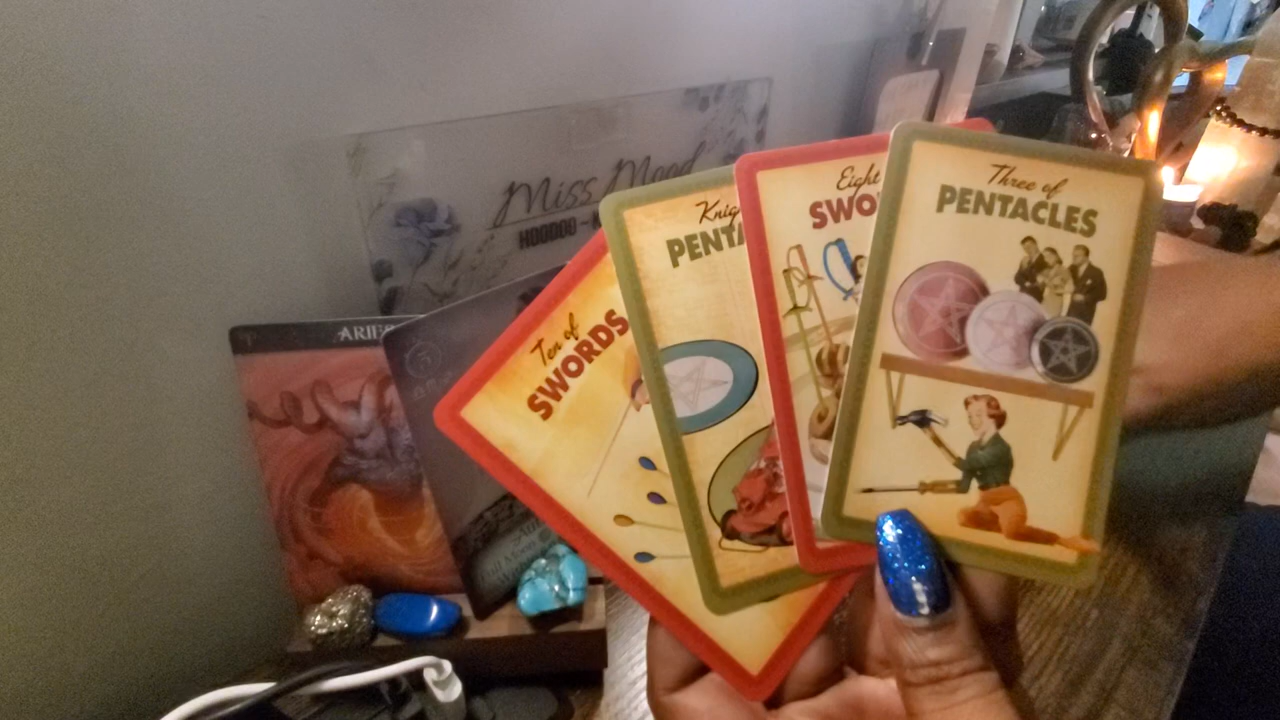 Miss Mood
HOODOO
ARIES
Ten of
SWORDS
Knig
PENTA
Eight
SWO
Three of
PENTACLES